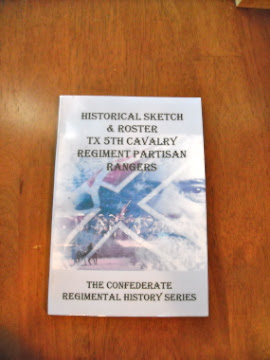 HISTORICAL SKETCH
& ROSTER
TX 5TH CAVALRY
REGIMENT PARTISAN
RANGERS
THE CONFEDERATE
REGIMENTAL HISTORY SERIES